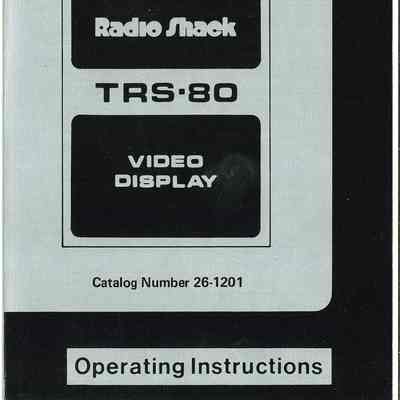 Radio Shack
TRS-80
VIDEO
DISPLAY
Catalog Number 26-1201
Operating Instructions